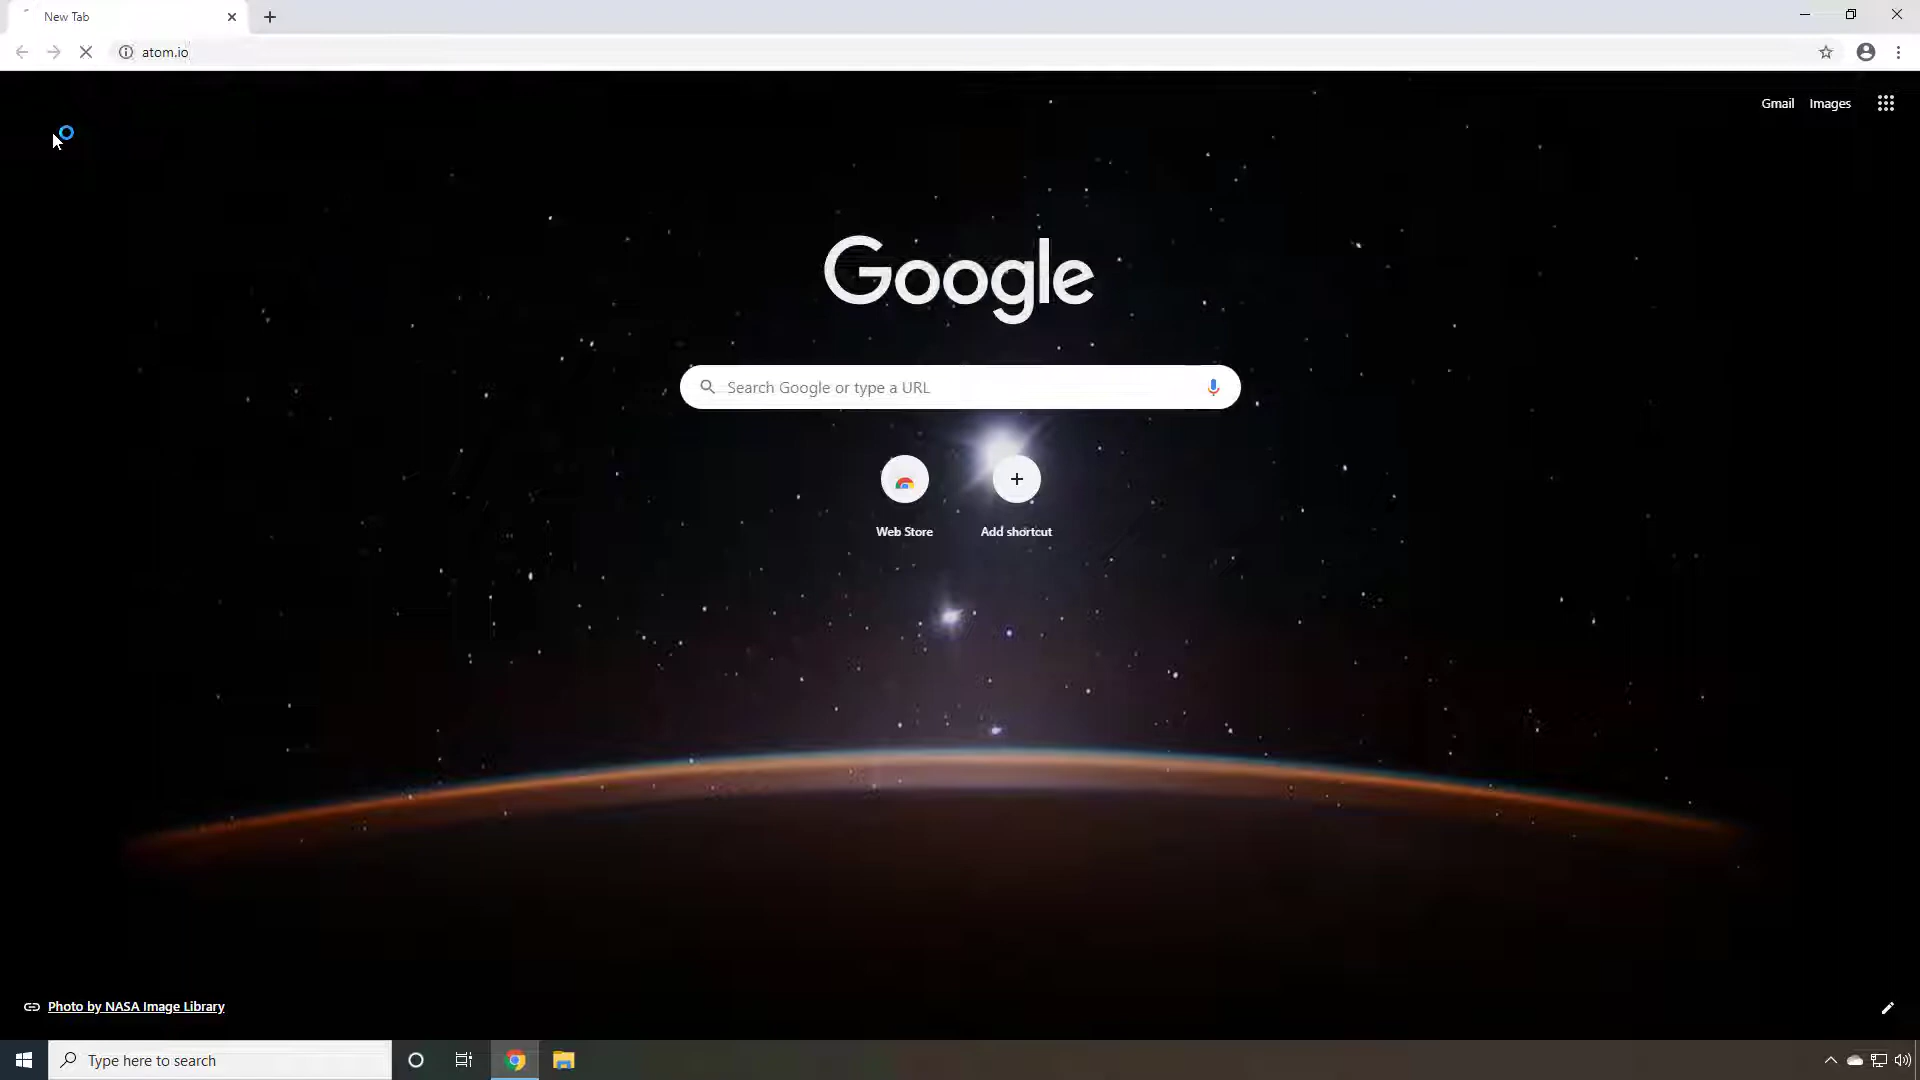 New Tab
atom.io
Gmail Images
Google
Search Google or type a URL
Web Store Add shortcut
Photo by NASA Image Library
Type here to search